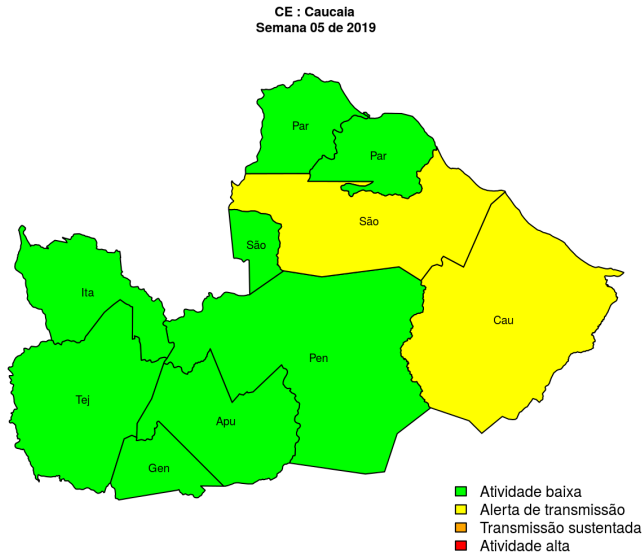 CE : Caucaia
Semana 05 de 2019
Par
Par
São
São
Ita
Cau
Pen
Tej
Apu
Gen
Atividade baixa
Alerta de transmissão
Transmissão sustentada
Atividade alta